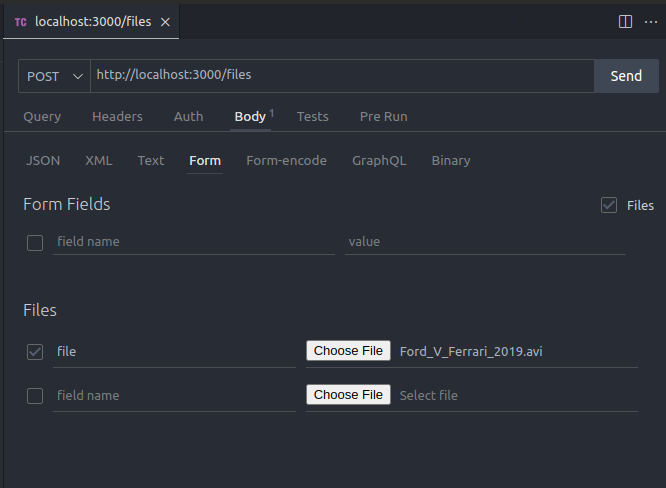 TC localhost:3000/files
POST http://localhost:3000/files Send
Query Headers Auth Body 1 Tests Pre Run
JSON XML Text Form Form-encode GraphQL Binary
Form Fields Files
field name value
Files
file Choose File Ford_V_Ferrari_2019.avi
field name Choose File Select file